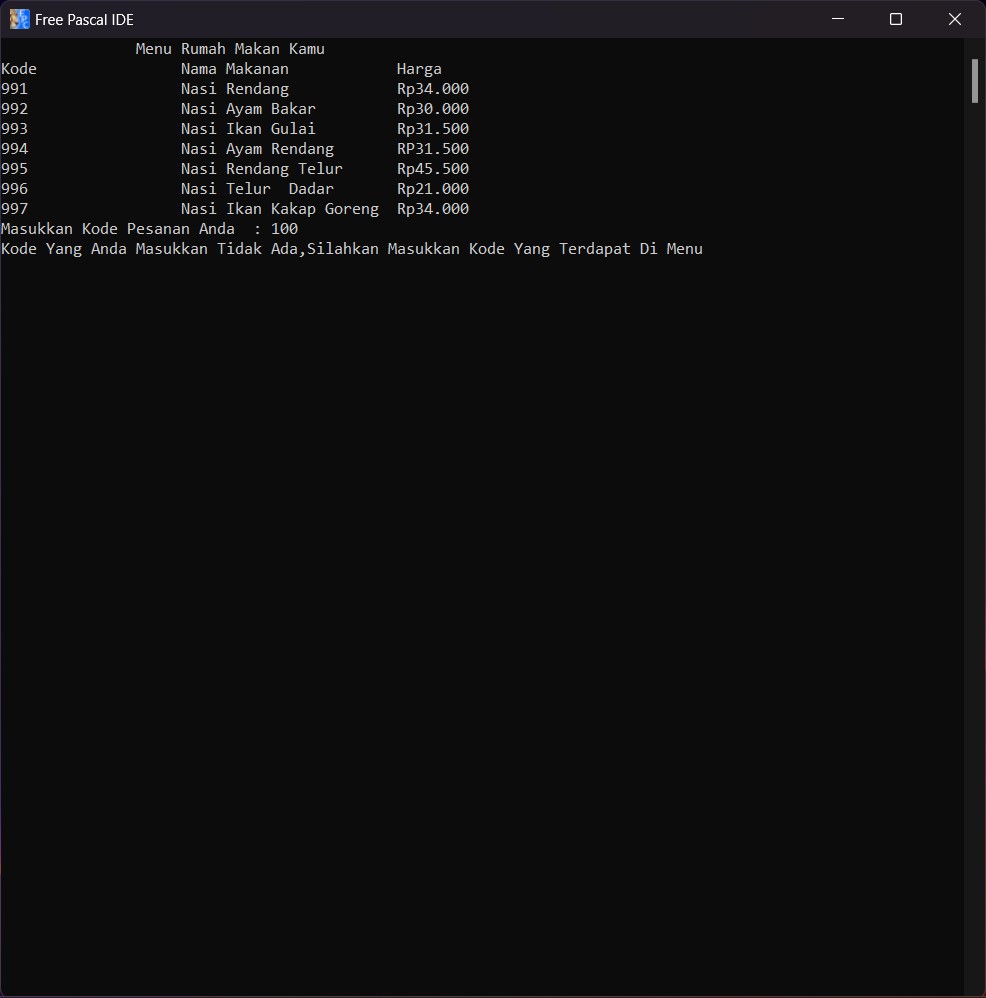 Free Pascal IDE
Menu Rumah Makan Kamu
Kode Nama Makanan Harga
991 Nasi Rendang Rp34.000
992 Nasi Ayam Bakar Rp30.000
993 Nasi Ikan Gulai Rp31.500
994 Nasi Ayam Rendang RP31.500
995 Nasi Rendang Telur Rp45.500
996 Nasi Telur  Dadar Rp21.000
997 Nasi Ikan Kakap Goreng Rp34.000
Masukkan Kode Pesanan Anda  : 100
Kode Yang Anda Masukkan Tidak Ada,Silahkan Masukkan Kode Yang Terdapat Di Menu